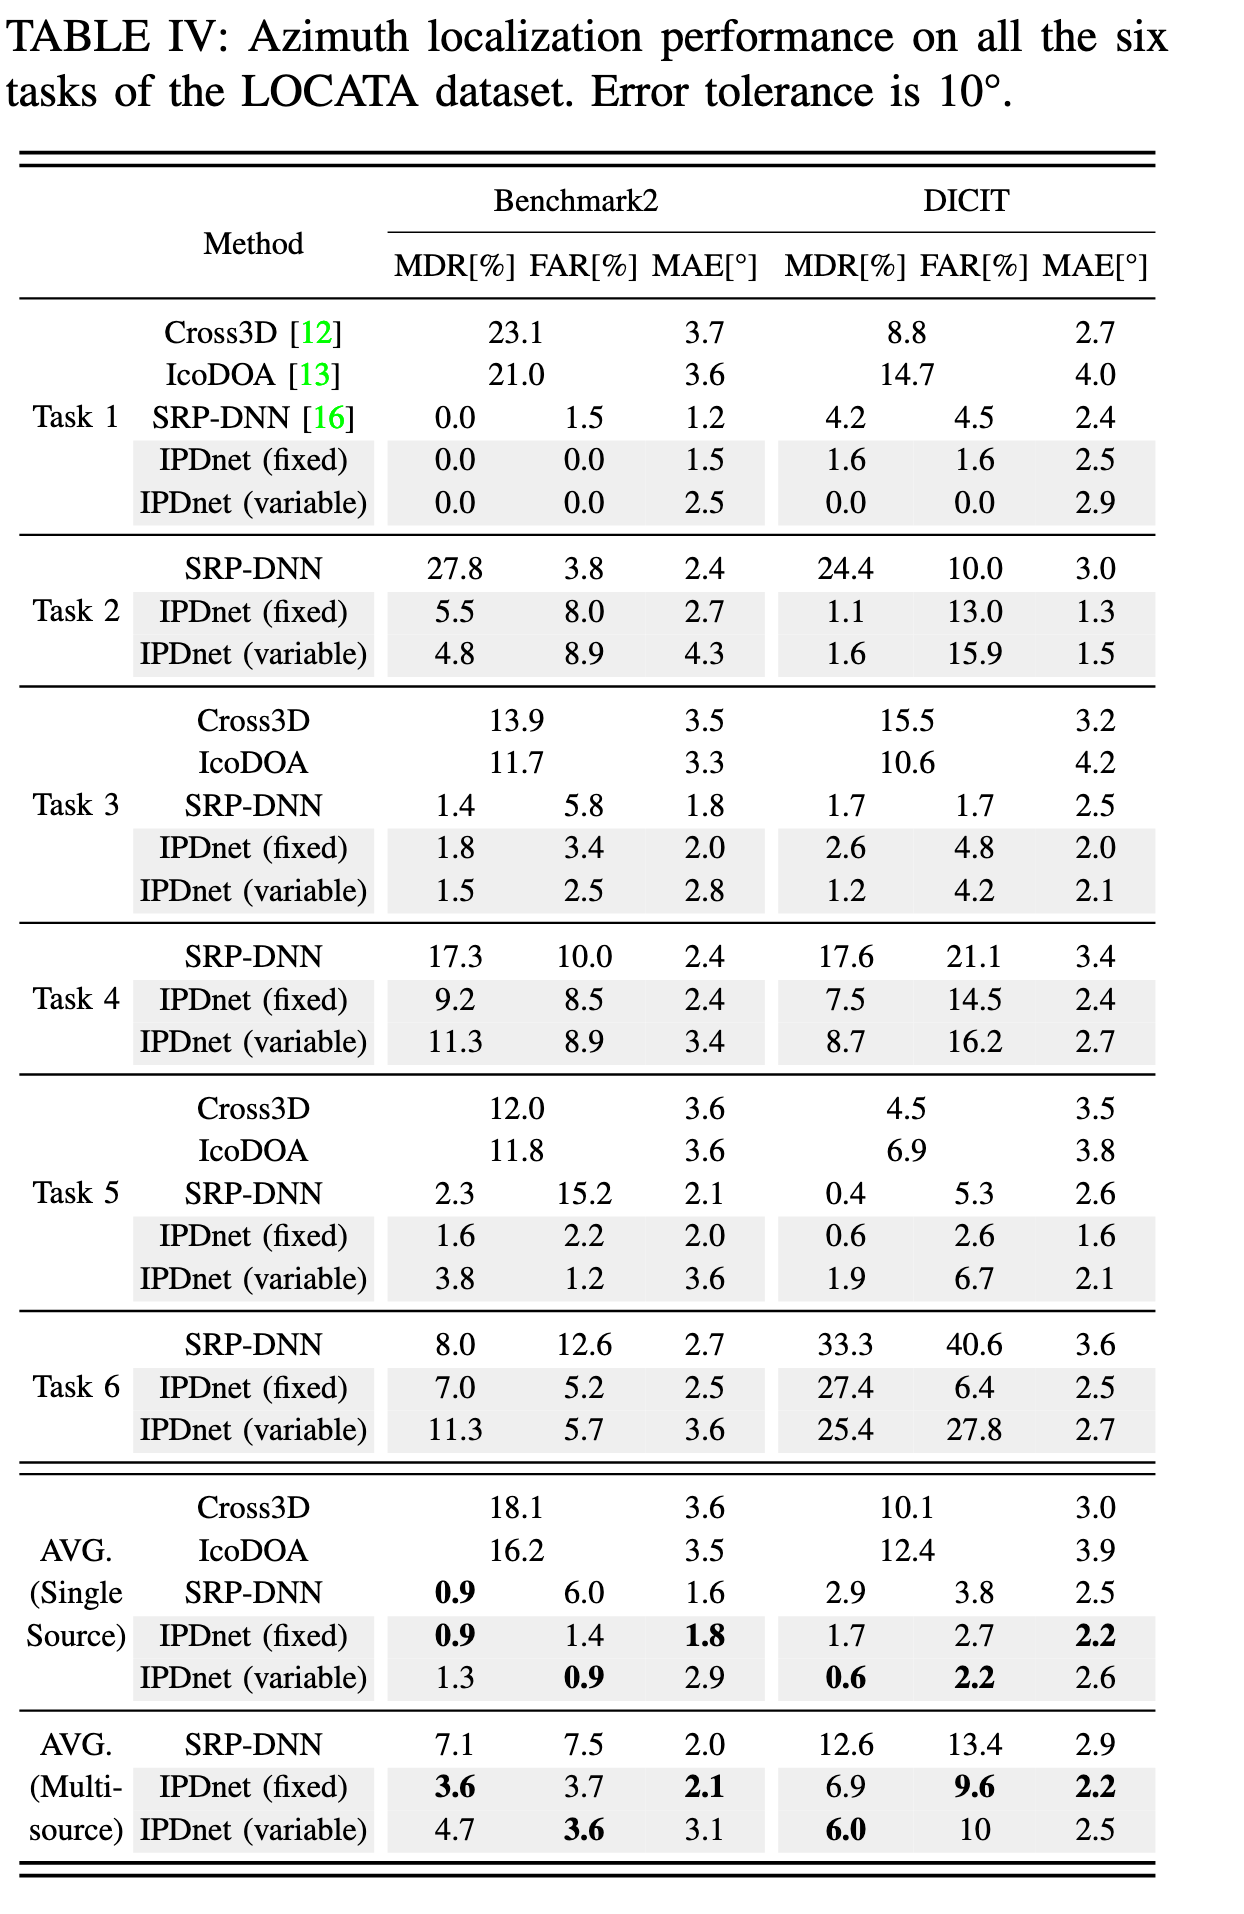 TABLE IV: Azimuth localization performance on all the six
tasks of the LOCATA dataset. Error tolerance is 10°.
Method Benchmark2 DICIT
MDR[%] FAR[%] MAE[°] MDR[%] FAR[%] MAE[°]
Cross3D [12] 23.1 3.7 8.8 2.7
IcoDOA [13] 21.0 3.6 14.7 4.0
Task 1 SRP-DNN [16] 0.0 1.5 1.2 4.2 4.5 2.4
IPDnet (fixed) 0.0 0.0 1.5 1.6 1.6 2.5
IPDnet (variable) 0.0 0.0 2.5 0.0 0.0 2.9
SRP-DNN 27.8 3.8 2.4 24.4 10.0 3.0
Task 2 IPDnet (fixed) 5.5 8.0 2.7 1.1 13.0 1.3
IPDnet (variable) 4.8 8.9 4.3 1.6 15.9 1.5
Cross3D 13.9 3.5 15.5 3.2
IcoDOA 11.7 3.3 10.6 4.2
Task 3 SRP-DNN 1.4 5.8 1.8 1.7 1.7 2.5
IPDnet (fixed) 1.8 3.4 2.0 2.6 4.8 2.0
IPDnet (variable) 1.5 2.5 2.8 1.2 4.2 2.1
SRP-DNN 17.3 10.0 2.4 17.6 21.1 3.4
Task 4 IPDnet (fixed) 9.2 8.5 2.4 7.5 14.5 2.4
IPDnet (variable) 11.3 8.9 3.4 8.7 16.2 2.7
Cross3D 12.0 3.6 4.5 3.5
IcoDOA 11.8 3.6 6.9 3.8
Task 5 SRP-DNN 2.3 15.2 2.1 0.4 5.3 2.6
IPDnet (fixed) 1.6 2.2 2.0 0.6 2.6 1.6
IPDnet (variable) 3.8 1.2 3.6 1.9 6.7 2.1
SRP-DNN 8.0 12.6 2.7 33.3 40.6 3.6
Task 6 IPDnet (fixed) 7.0 5.2 2.5 27.4 6.4 2.5
IPDnet (variable) 11.3 5.7 3.6 25.4 27.8 2.7
Cross3D 18.1 3.6 10.1 3.0
AVG. IcoDOA 16.2 3.5 12.4 3.9
(Single SRP-DNN 0.9 6.0 1.6 2.9 3.8 2.5
Source) IPDnet (fixed) 0.9 1.4 1.8 1.7 2.7 2.2
IPDnet (variable) 1.3 0.9 2.9 0.6 2.2 2.6
AVG. SRP-DNN 7.1 7.5 2.0 12.6 13.4 2.9
(Multi- IPDnet (fixed) 3.6 3.7 2.1 6.9 9.6 2.2
source) IPDnet (variable) 4.7 3.6 3.1 6.0 10 2.5